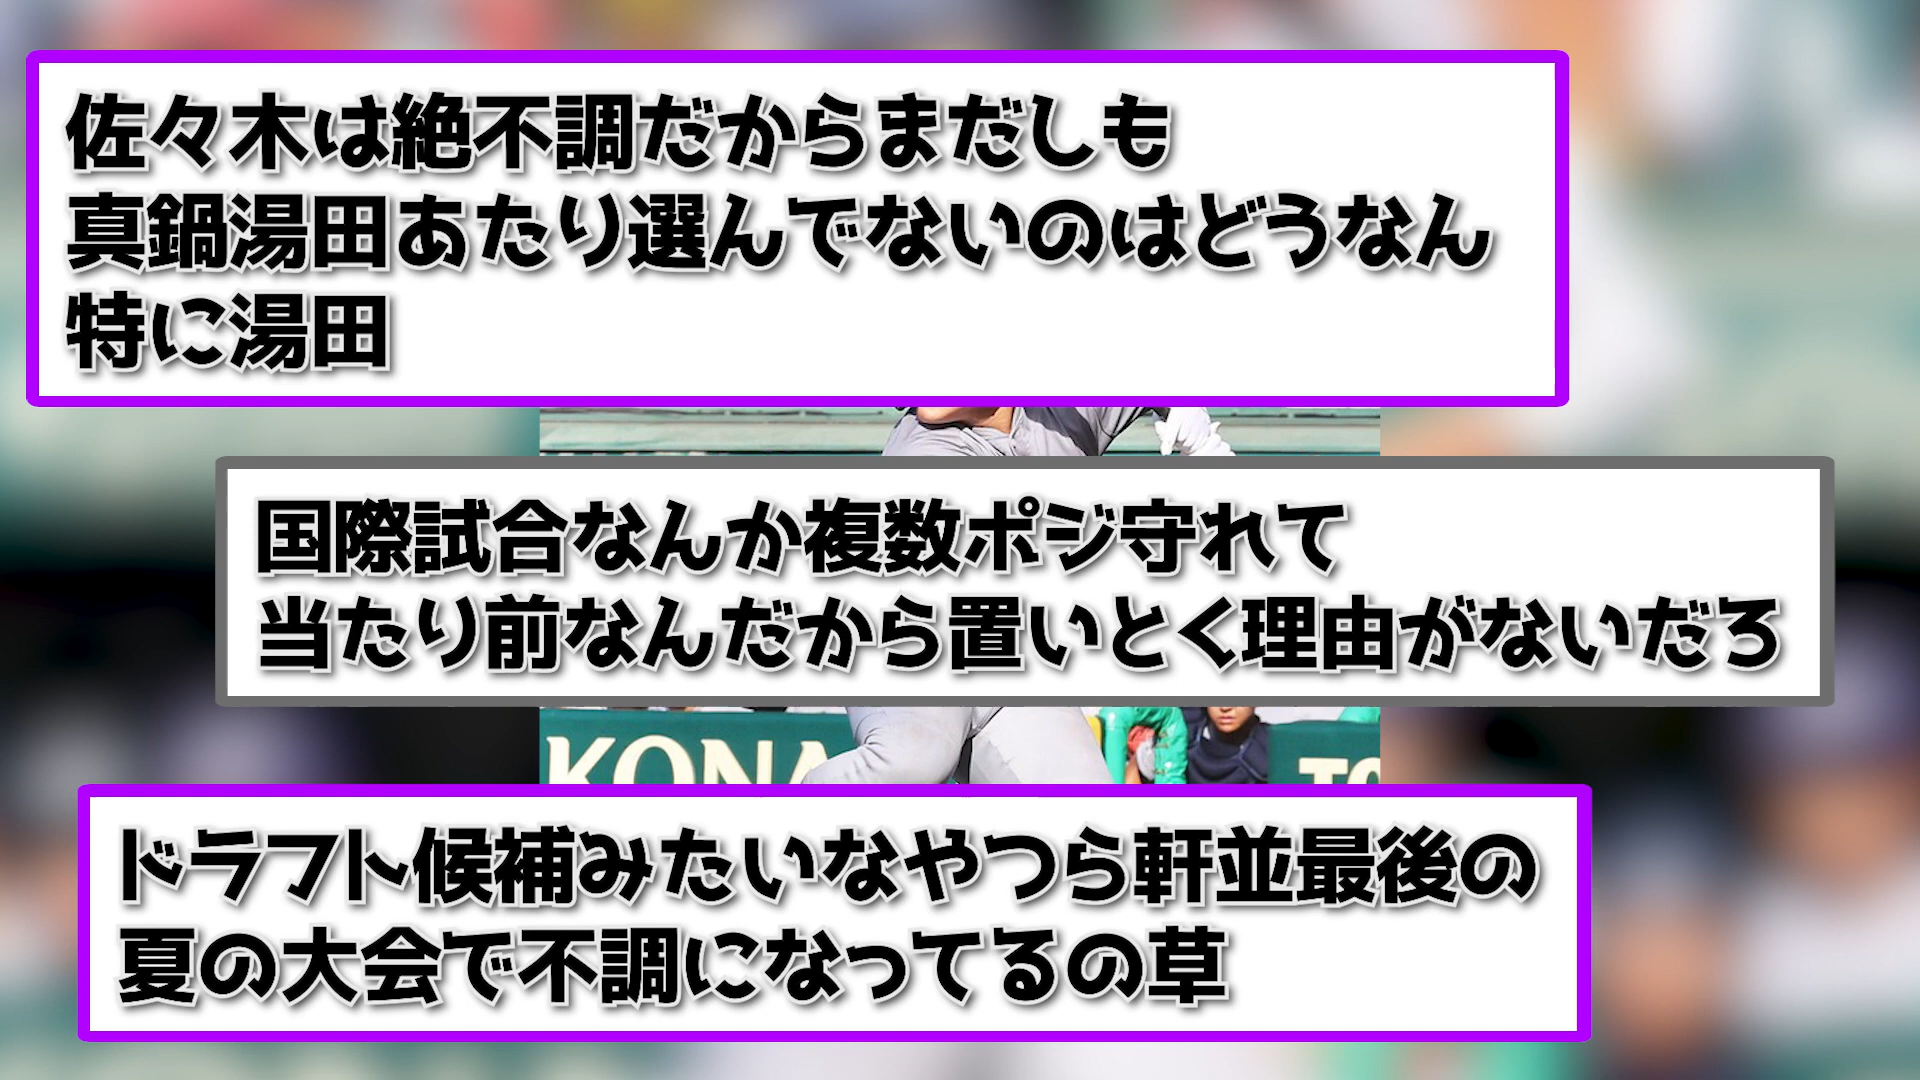 佐々木は絶不調だからまだしも
真鍋湯田あたり選んでないのはどうなん
特に湯田
国際試合なんか複数ポジ守れて
当たり前なんだから置いとく理由がないだろ
KONA
TO
ドラフト候補みたいなやつら軒並最後の
夏の大会で不調になってるの草